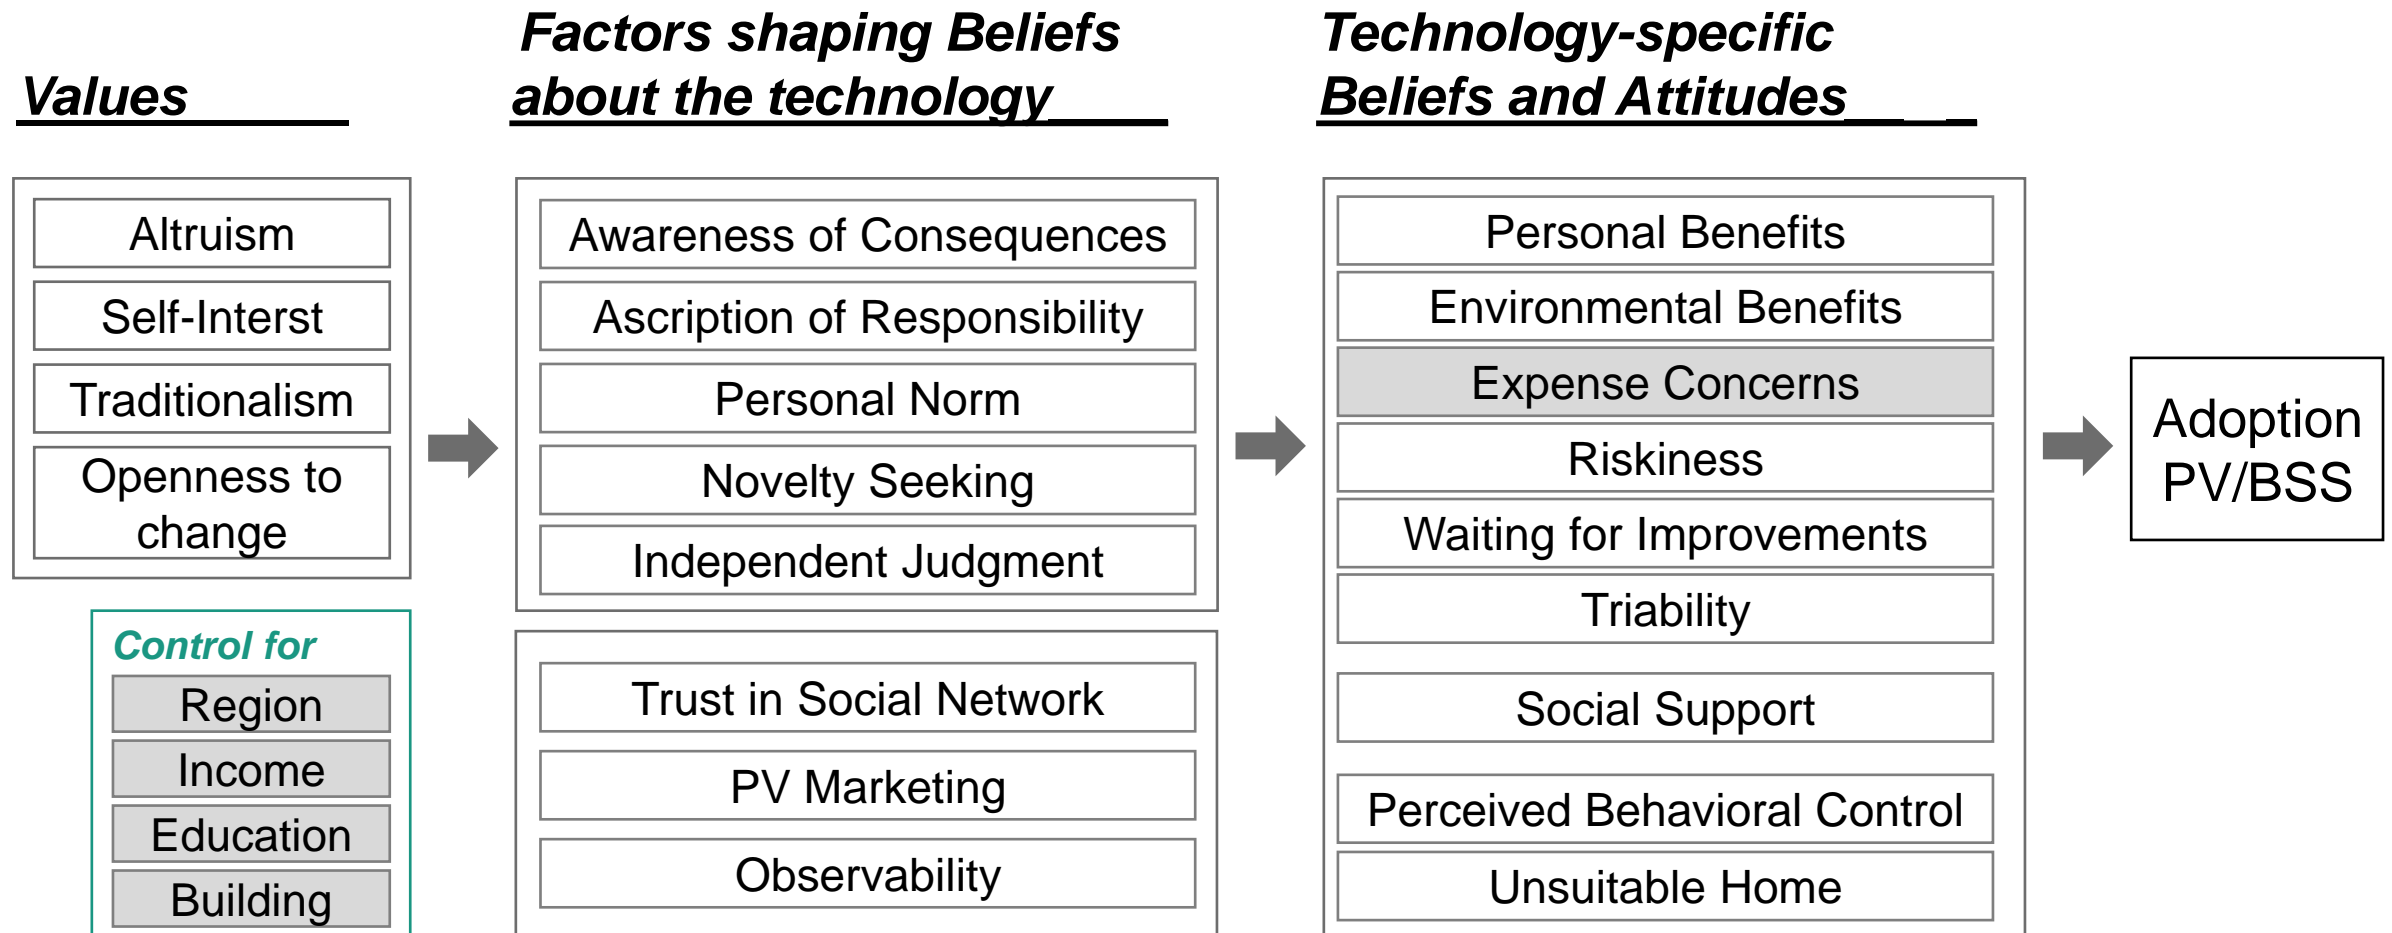 Values
Factors shaping Beliefs
about the technology
Technology-specific
Beliefs and Attitudes
Altruism
Self-Interst
Traditionalism
Openness to
change
Control for
Region
Income
Education
Building
Awareness of Consequences
Ascription of Responsibility
Personal Norm
Novelty Seeking
Independent Judgment
Trust in Social Network
PV Marketing
Observability
Personal Benefits
Environmental Benefits
Expense Concerns
Riskiness
Waiting for Improvements
Triability
Social Support
Perceived Behavioral Control
Unsuitable Home
Adoption
PV/BSS